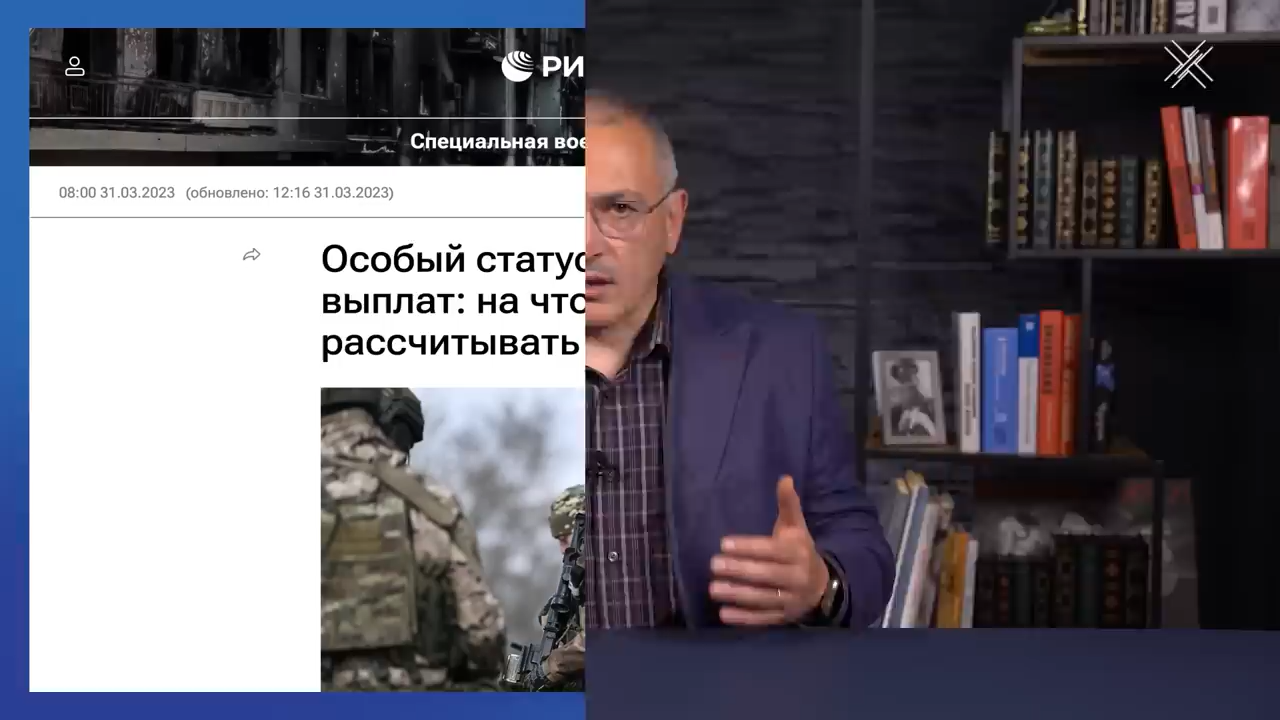 РИ
Специальная вое
08:00 31.03.2023 (обновлено: 12:16 31.03.2023)
Особый статус
выплат: на что
рассчитывать